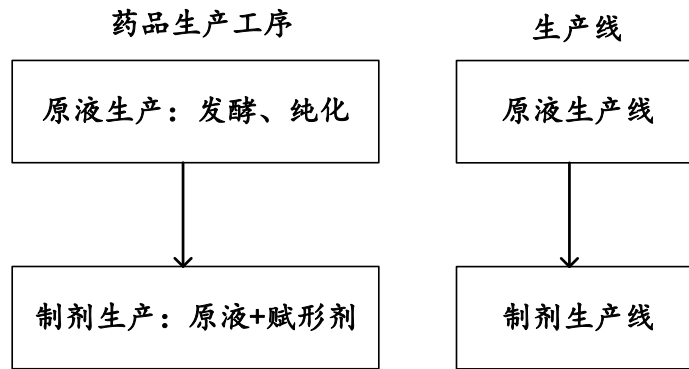 药品生产工序
生产线
原液生产：发酵、纯化
原液生产线
制剂生产：原液+赋形剂
制剂生产线